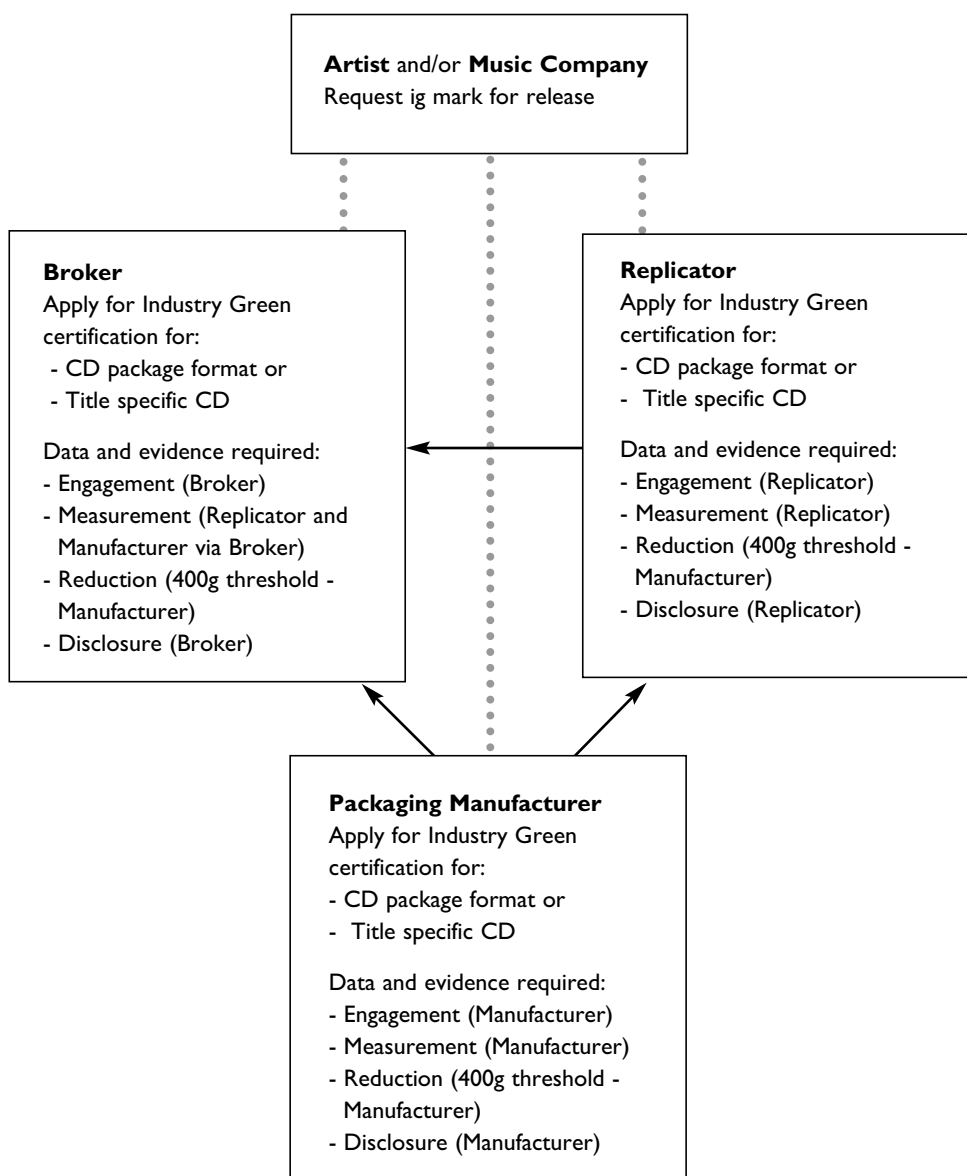 Artist and/or Music Company
Request ig mark for release
Broker
Apply for Industry Green
certification for:
- CD package format or
- Title specific CD
Data and evidence required:
- Engagement (Broker)
- Measurement (Replicator and
Manufacturer via Broker)
- Reduction (400g threshold -
Manufacturer)
- Disclosure (Broker)
Replicator
Apply for Industry Green
certification for:
- CD package format or
- Title specific CD
Data and evidence required:
- Engagement (Replicator)
- Measurement (Replicator)
- Reduction (400g threshold -
Manufacturer)
- Disclosure (Replicator)
Packaging Manufacturer
Apply for Industry Green
certification for:
- CD package format or
- Title specific CD
Data and evidence required:
- Engagement (Manufacturer)
- Measurement (Manufacturer)
- Reduction (400g threshold -
Manufacturer)
- Disclosure (Manufacturer)